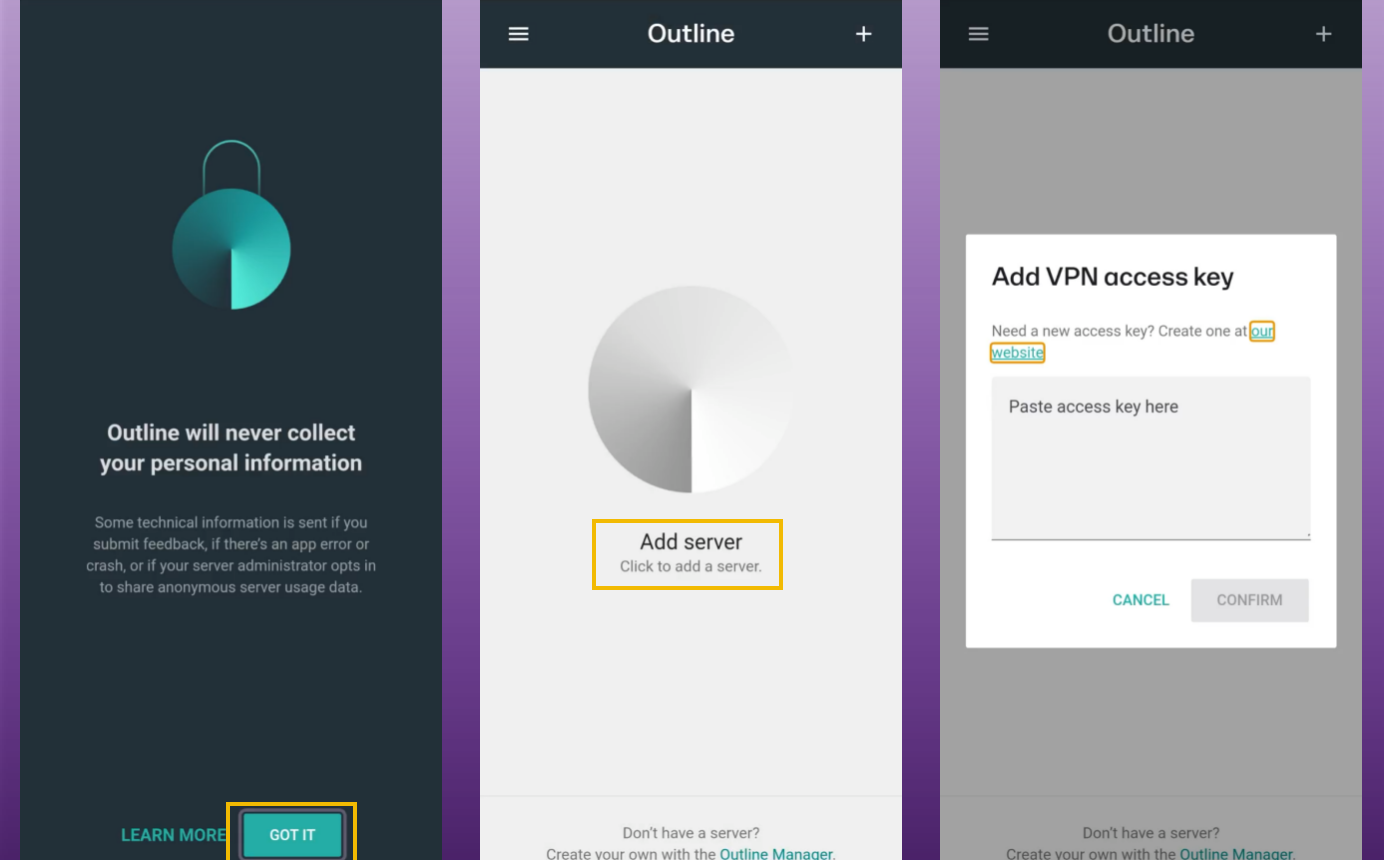 Outline will never collect
your personal information
Some technical information is sent if you
submit feedback, if there's an app error or
crash, or if your server administrator opts in
to share anonymous server usage data.
LEARN MORE
GOT IT
Outline
Add server
Click to add a server.
Don't have a server?
Create your own with the Outline Manager.
Outline
Add VPN access key
Need a new access key? Create one at our
website
Paste access key here
CANCEL
CONFIRM
Don't have a server?
Create your own with the Outline Manager.